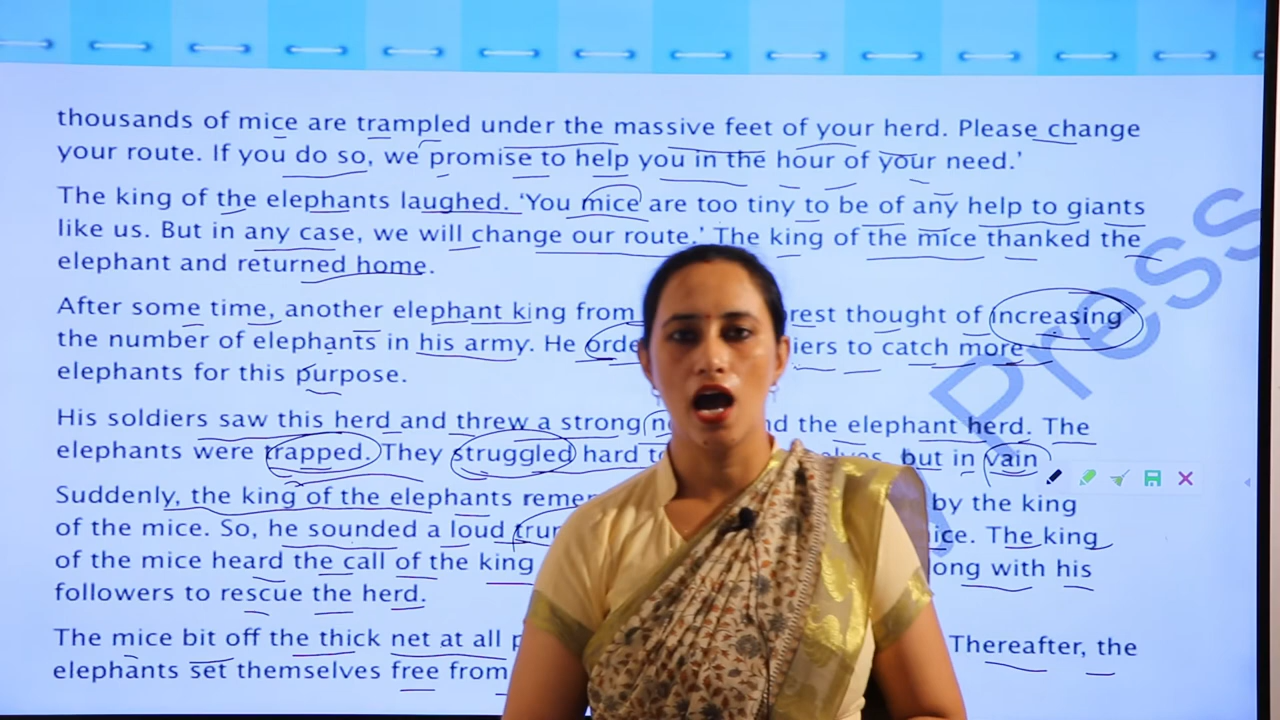 thousands of mice are trampled under the massive feet of your herd. Please change
your route. If you do so, we promise to help you in the hour of your need.’
The king of the elephants laughed. ‘You mice are too tiny to be of any help to giants
like us. But in any case, we will change our route.’ The king of the mice thanked the
elephant and returned home.
After some time, another elephant king from thought of increasing
the number of elephants in his army. He to catch more
elephants for this purpose.
His soldiers saw this herd and threw a strong the elephant herd. The
elephants were trapped. They struggled hard but in vain
Suddenly, the king of the elephants by the king
of the mice. So, he sounded a loud The king
of the mice heard the call of the king with his
followers to rescue the herd.
The mice bit off the thick net at all Thereafter, the
elephants set themselves free from
Press